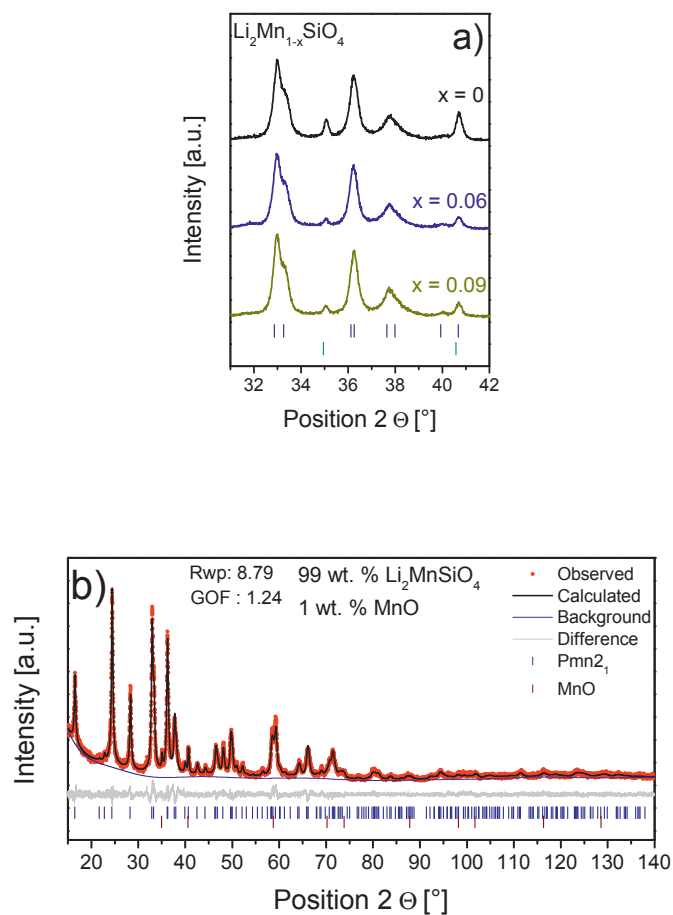 Li₂Mn₁₋ₓSiO₄
a)
x = 0
x = 0.06
x = 0.09
Intensity [a.u.]
32 34 36 38 40 42
Position 2 Θ [°]
b)
Rwp: 8.79
GOF : 1.24
99 wt. % Li₂MnSiO₄
1 wt. % MnO
Observed
Calculated
Background
Difference
Pmn2₁
MnO
Intensity [a.u.]
20 30 40 50 60 70 80 90 100 110 120 130 140
Position 2 Θ [°]